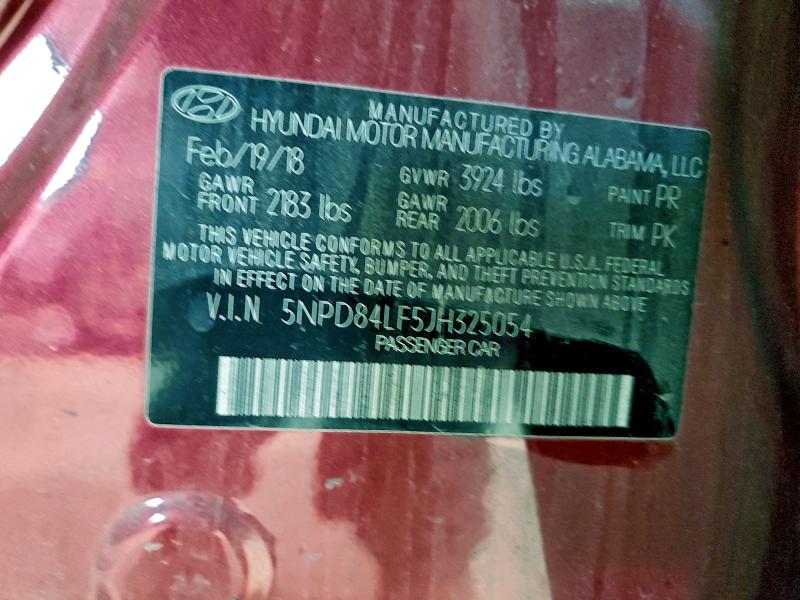 MANUFACTURED BY
HYUNDAI MOTOR MANUFACTURING ALABAMA, LLC
Feb/19/18
GVWR 3924 lbs
PAINT PR
GAWR FRONT 2183 lbs
GAWR REAR 2006 lbs
TRIM PK
THIS VEHICLE CONFORMS TO ALL APPLICABLE U.S.A. FEDERAL
MOTOR VEHICLE SAFETY, BUMPER, AND THEFT PREVENTION STANDARDS
IN EFFECT ON THE DATE OF MANUFACTURE SHOWN ABOVE
V.I.N 5NPD84LF5JH325054
PASSENGER CAR